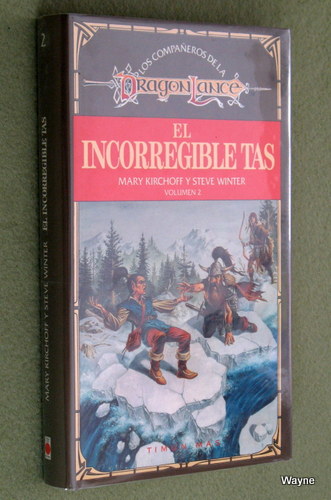 LOS COMPAÑEROS DE LA
DRAGONLANCE
EL
INCORREGIBLE TAS
MARY KIRCHOFF Y STEVE WINTER
VOLUMEN 2
TIMUN MAS
2
EL INCORREGIBLE TAS
MARY KIRCHOFF Y STEVE WINTER
Wayne